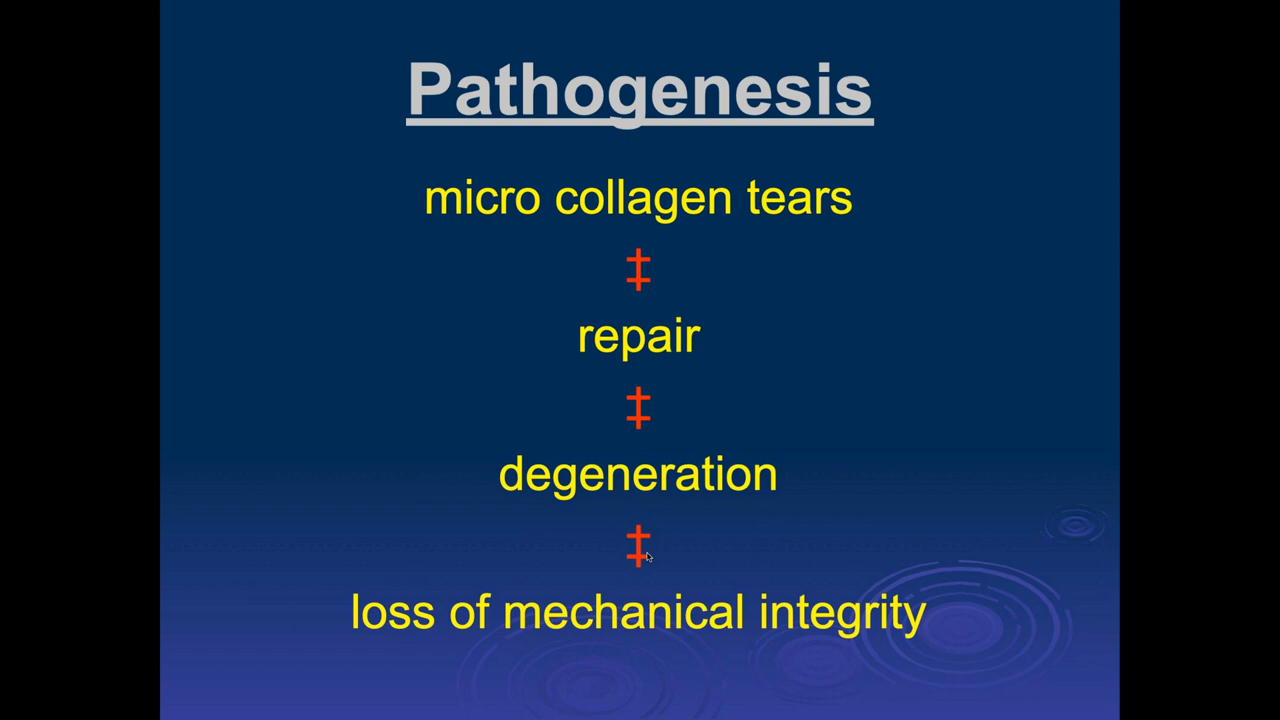 Pathogenesis
micro collagen tears
‡
repair
‡
degeneration
‡
loss of mechanical integrity